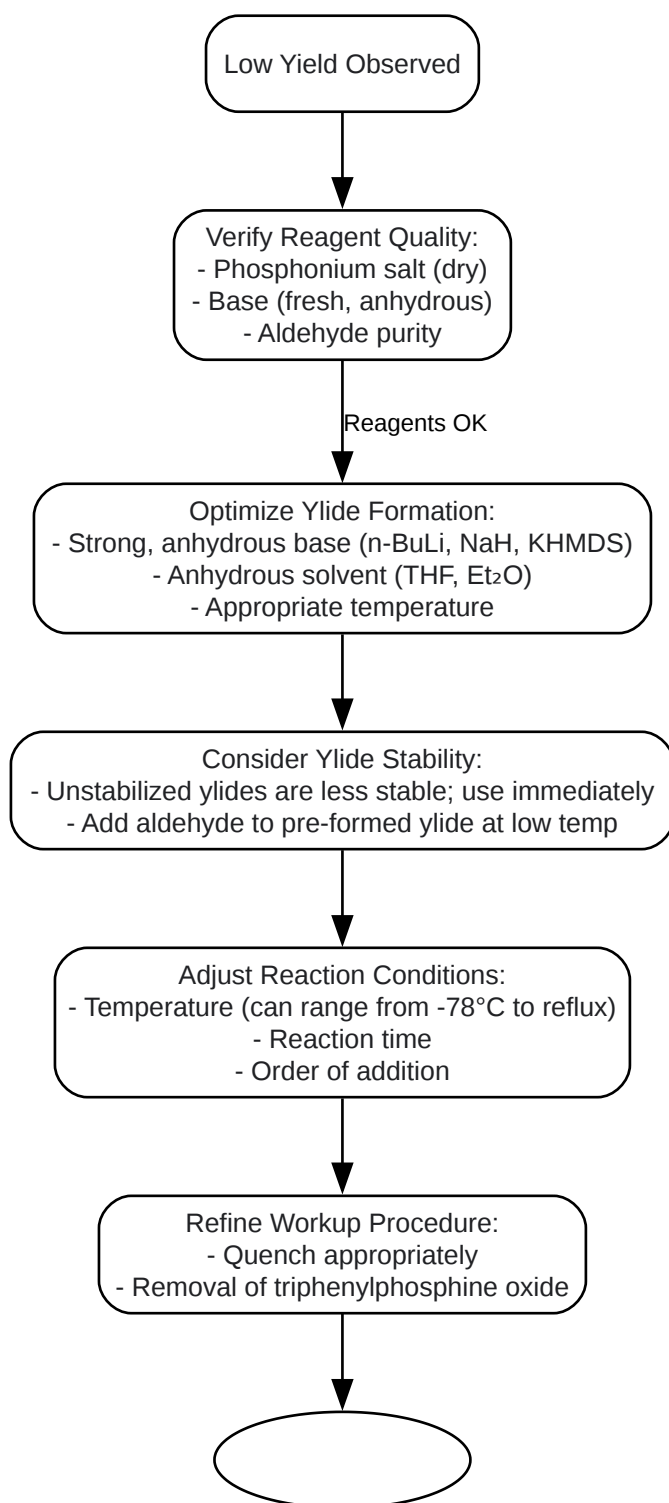 Low Yield Observed
Verify Reagent Quality:
- Phosphonium salt (dry)
- Base (fresh, anhydrous)
- Aldehyde purity
Reagents OK
Optimize Ylide Formation:
- Strong, anhydrous base (n-BuLi, NaH, KHMDS)
- Anhydrous solvent (THF, Et₂O)
- Appropriate temperature
Consider Ylide Stability:
- Unstabilized ylides are less stable; use immediately
- Add aldehyde to pre-formed ylide at low temp
Adjust Reaction Conditions:
- Temperature (can range from -78°C to reflux)
- Reaction time
- Order of addition
Refine Workup Procedure:
- Quench appropriately
- Removal of triphenylphosphine oxide